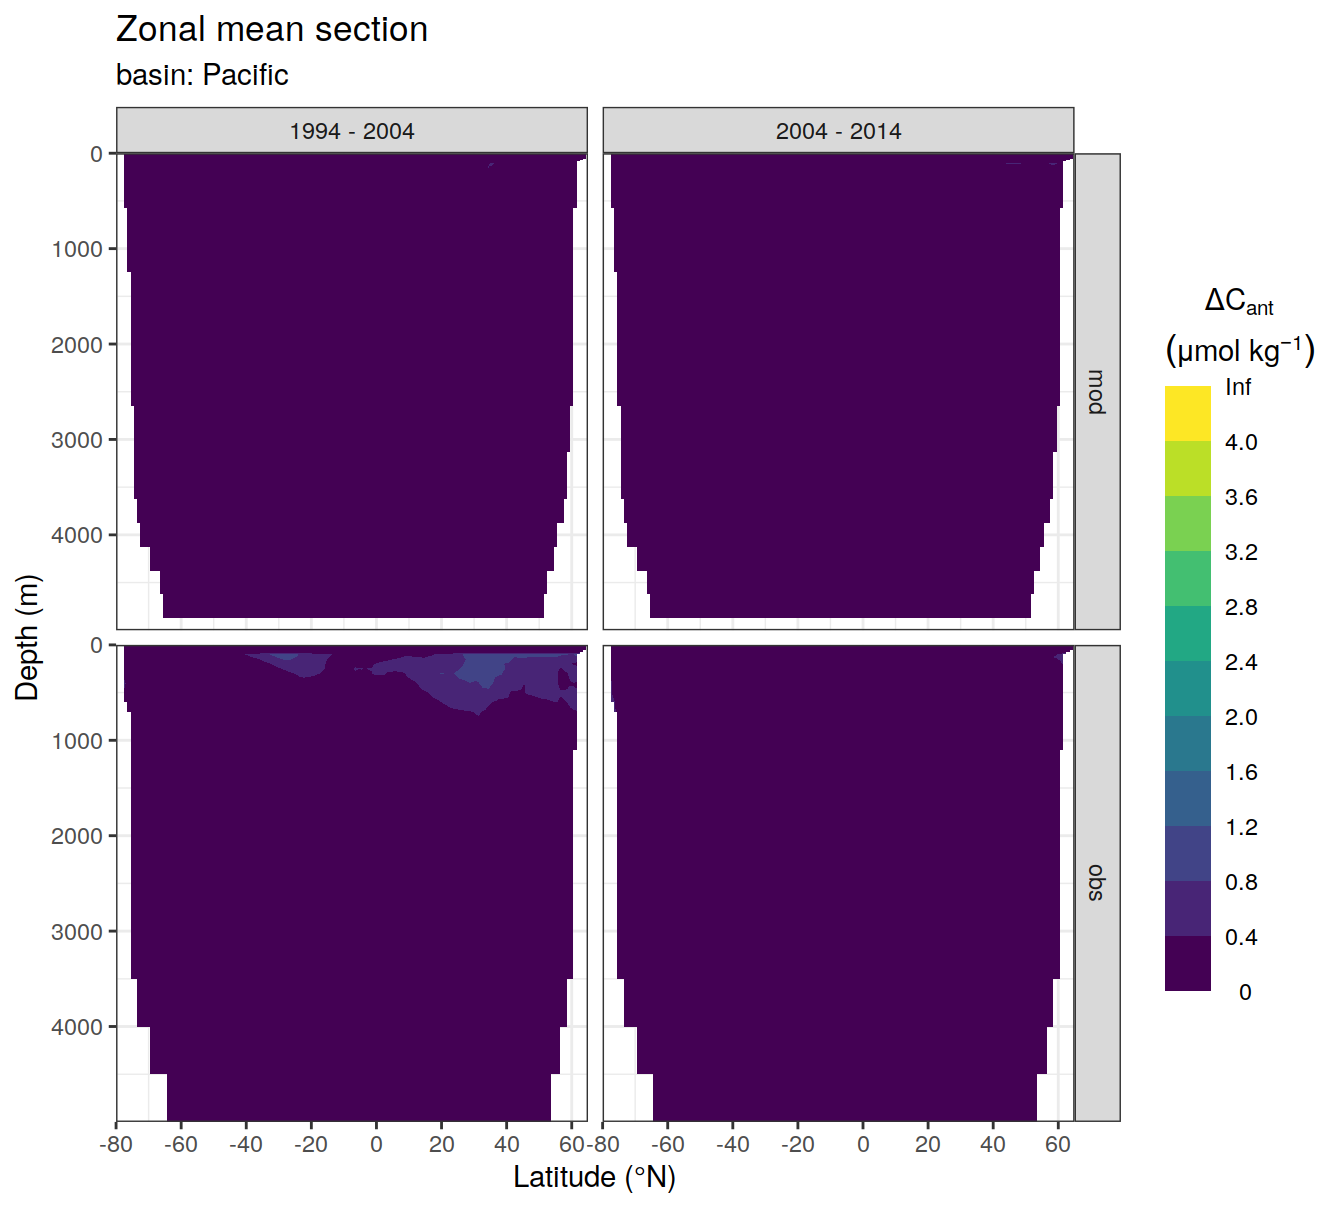 Zonal mean section
basin: Pacific
1994 - 2004
2004 - 2014
0
1000
2000
3000
4000
mod
0
1000
2000
3000
4000
obs
Depth (m)
-80 -60 -40 -20 0 20 40 60
-80 -60 -40 -20 0 20 40 60
Latitude (°N)
ΔCant
(μmol kg⁻¹)
Inf
4.0
3.6
3.2
2.8
2.4
2.0
1.6
1.2
0.8
0.4
0